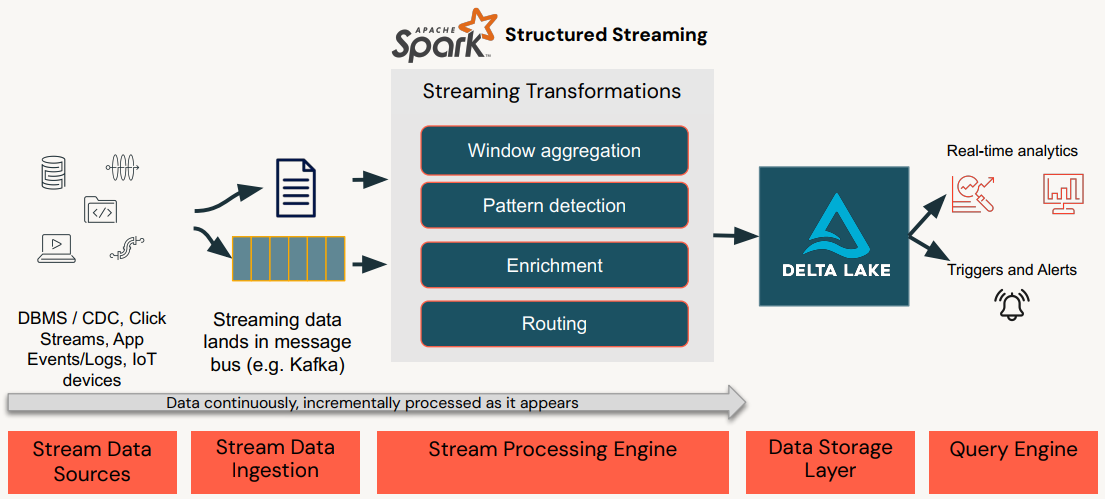 APACHE
Spark™
Structured Streaming
Streaming Transformations
Window aggregation
Pattern detection
Enrichment
Routing
DBMS / CDC, Click
Streams, App
Events/Logs, IoT
devices
Streaming data
lands in message
bus (e.g. Kafka)
DELTA LAKE
Real-time analytics
Triggers and Alerts
Data continuously, incrementally processed as it appears
Stream Data
Sources
Stream Data
Ingestion
Stream Processing Engine
Data Storage
Layer
Query Engine